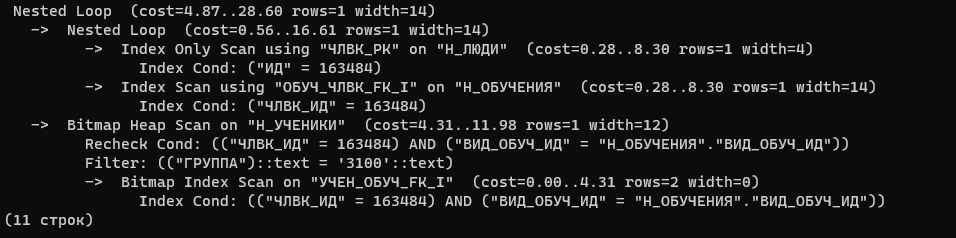 Nested Loop  (cost=4.87..28.60 rows=1 width=14)
  ->  Nested Loop  (cost=0.56..16.61 rows=1 width=14)
        ->  Index Only Scan using "ЧЛВК_PK" on "Н_ЛЮДИ"  (cost=0.28..8.30 rows=1 width=4)
              Index Cond: ("ИД" = 163484)
        ->  Index Scan using "ОБУЧ_ЧЛВК_FK_I" on "Н_ОБУЧЕНИЯ"  (cost=0.28..8.30 rows=1 width=14)
              Index Cond: ("ЧЛВК_ИД" = 163484)
  ->  Bitmap Heap Scan on "Н_УЧЕНИКИ"  (cost=4.31..11.98 rows=1 width=12)
        Recheck Cond: (("ЧЛВК_ИД" = 163484) AND ("ВИД_ОБУЧ_ИД" = "Н_ОБУЧЕНИЯ"."ВИД_ОБУЧ_ИД"))
        Filter: (("ГРУППА")::text = '3100'::text)
        ->  Bitmap Index Scan on "УЧЕН_ОБУЧ_FK_I"  (cost=0.00..4.31 rows=2 width=0)
              Index Cond: (("ЧЛВК_ИД" = 163484) AND ("ВИД_ОБУЧ_ИД" = "Н_ОБУЧЕНИЯ"."ВИД_ОБУЧ_ИД"))
(11 строк)